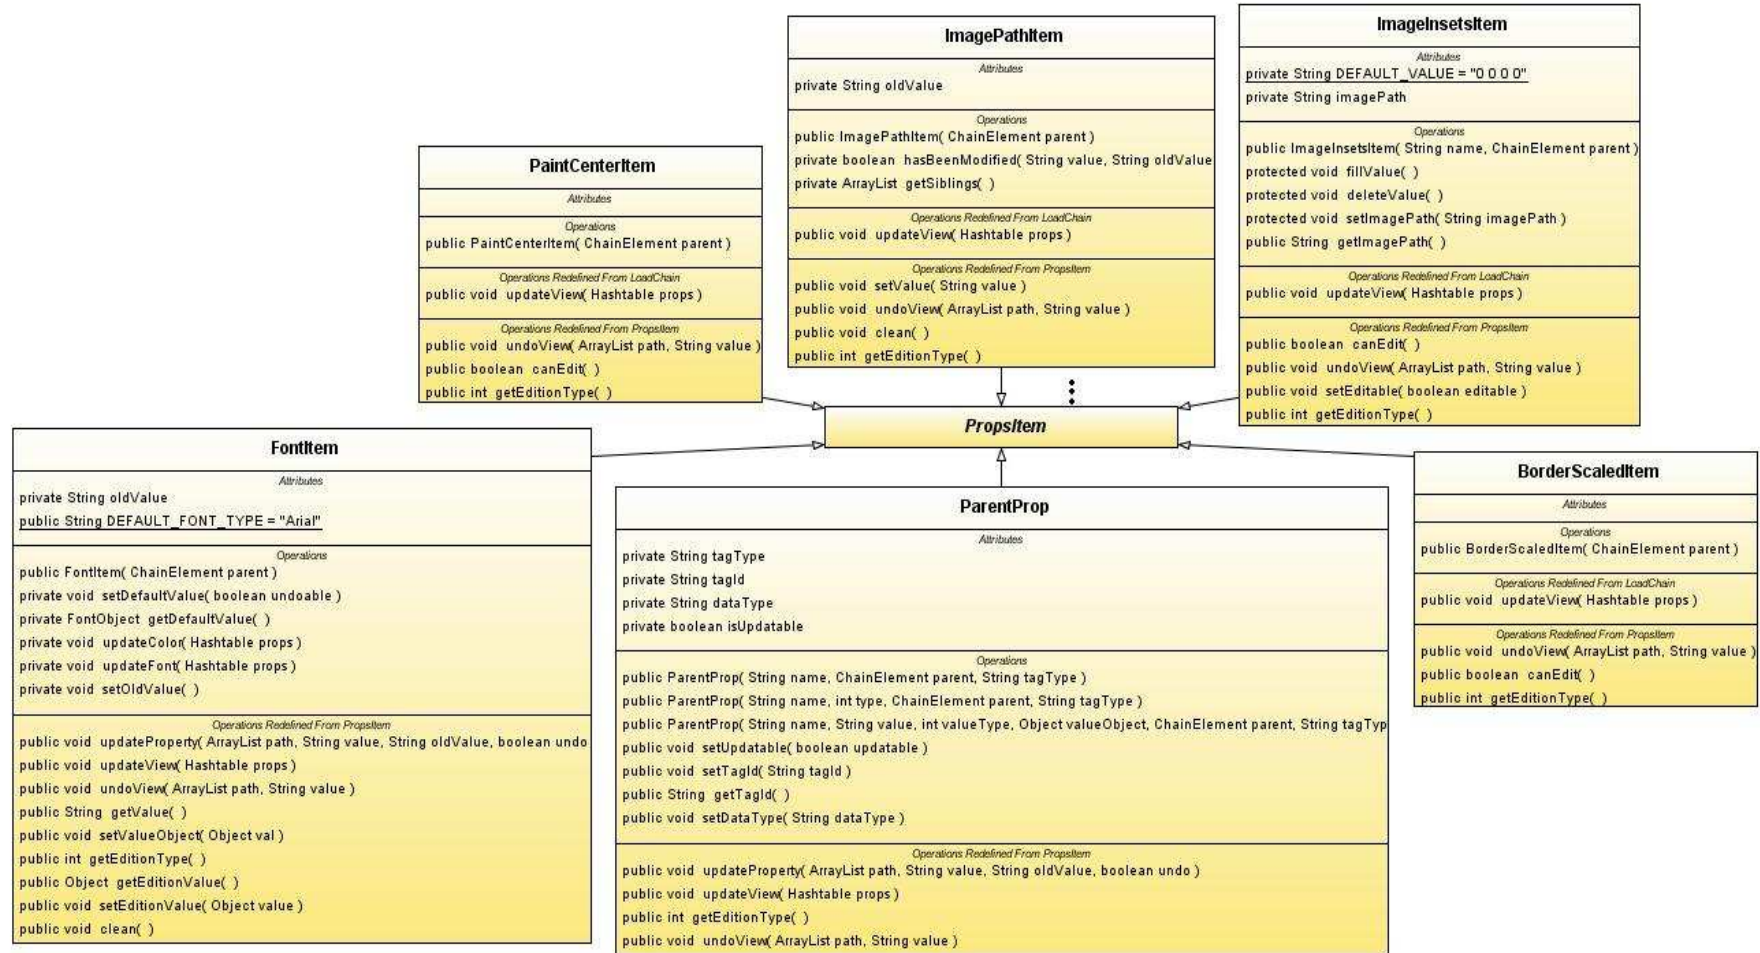 PaintCenterItem
Attributes
Operations
public PaintCenterItem( ChainElement parent )
Operations Redefined From LoadChain
public void updateView( Hashtable props )
Operations Redefined From PropsItem
public void undoView( ArrayList path, String value )
public boolean canEdit( )
public int getEditionType( )
ImagePathItem
Attributes
private String oldValue
Operations
public ImagePathItem( ChainElement parent )
private boolean hasBeenModified( String value, String oldValue
private ArrayList getSiblings( )
Operations Redefined From LoadChain
public void updateView( Hashtable props )
Operations Redefined From PropsItem
public void setValue( String value )
public void undoView( ArrayList path, String value )
public void clean( )
public int getEditionType( )
ImageInsetsItem
Attributes
private String DEFAULT_VALUE = "0 0 0 0"
private String imagePath
Operations
public ImageInsetsItem( String name, ChainElement parent )
protected void fillValue( )
protected void deleteValue( )
protected void setImagePath( String imagePath )
public String getImagePath( )
Operations Redefined From LoadChain
public void updateView( Hashtable props )
Operations Redefined From PropsItem
public boolean canEdit( )
public void undoView( ArrayList path, String value )
public void setEditable( boolean editable )
public int getEditionType( )
PropsItem
FontItem
Attributes
private String oldValue
public String DEFAULT_FONT_TYPE = "Arial"
Operations
public FontItem( ChainElement parent )
private void setDefaultValue( boolean undoable )
private FontObject getDefaultValue( )
private void updateColor( Hashtable props )
private void updateFont( Hashtable props )
private void setOldValue( )
Operations Redefined From PropsItem
public void updateProperty( ArrayList path, String value, String oldValue, boolean undo
public void updateView( Hashtable props )
public void undoView( ArrayList path, String value )
public String getValue( )
public void setValueObject( Object val )
public int getEditionType( )
public Object getEditionValue( )
public void setEditionValue( Object value )
public void clean( )
ParentProp
Attributes
private String tagType
private String tagId
private String dataType
private boolean isUpdatable
Operations
public ParentProp( String name, ChainElement parent, String tagType )
public ParentProp( String name, int type, ChainElement parent, String tagType )
public ParentProp( String name, String value, int valueType, Object valueObject, ChainElement parent, String tagTyp
public void setUpdatable( boolean updatable )
public void setTagId( String tagId )
public String getTagId( )
public void setDataType( String dataType )
Operations Redefined From PropsItem
public void updateProperty( ArrayList path, String value, String oldValue, boolean undo )
public void updateView( Hashtable props )
public int getEditionType( )
public void undoView( ArrayList path, String value )
BorderScaledItem
Attributes
Operations
public BorderScaledItem( ChainElement parent )
Operations Redefined From LoadChain
public void updateView( Hashtable props )
Operations Redefined From PropsItem
public void undoView( ArrayList path, String value )
public boolean canEdit( )
public int getEditionType( )